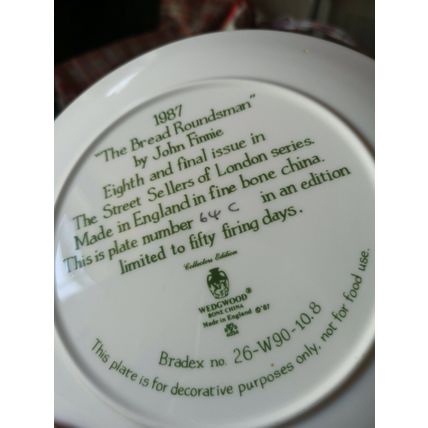 1987
"The Bread Roundsman"
by John Finnie
Eighth and final issue in
The Street Sellers of London series.
Made in England in fine bone china.
This is plate number 64 C in an edition
limited to fifty firing days.
Collectors Edition
WEDGWOOD®
BONE CHINA
Made in England ©'87
Bradex no. 26-W90-10.8
This plate is for decorative purposes only, not for food use.